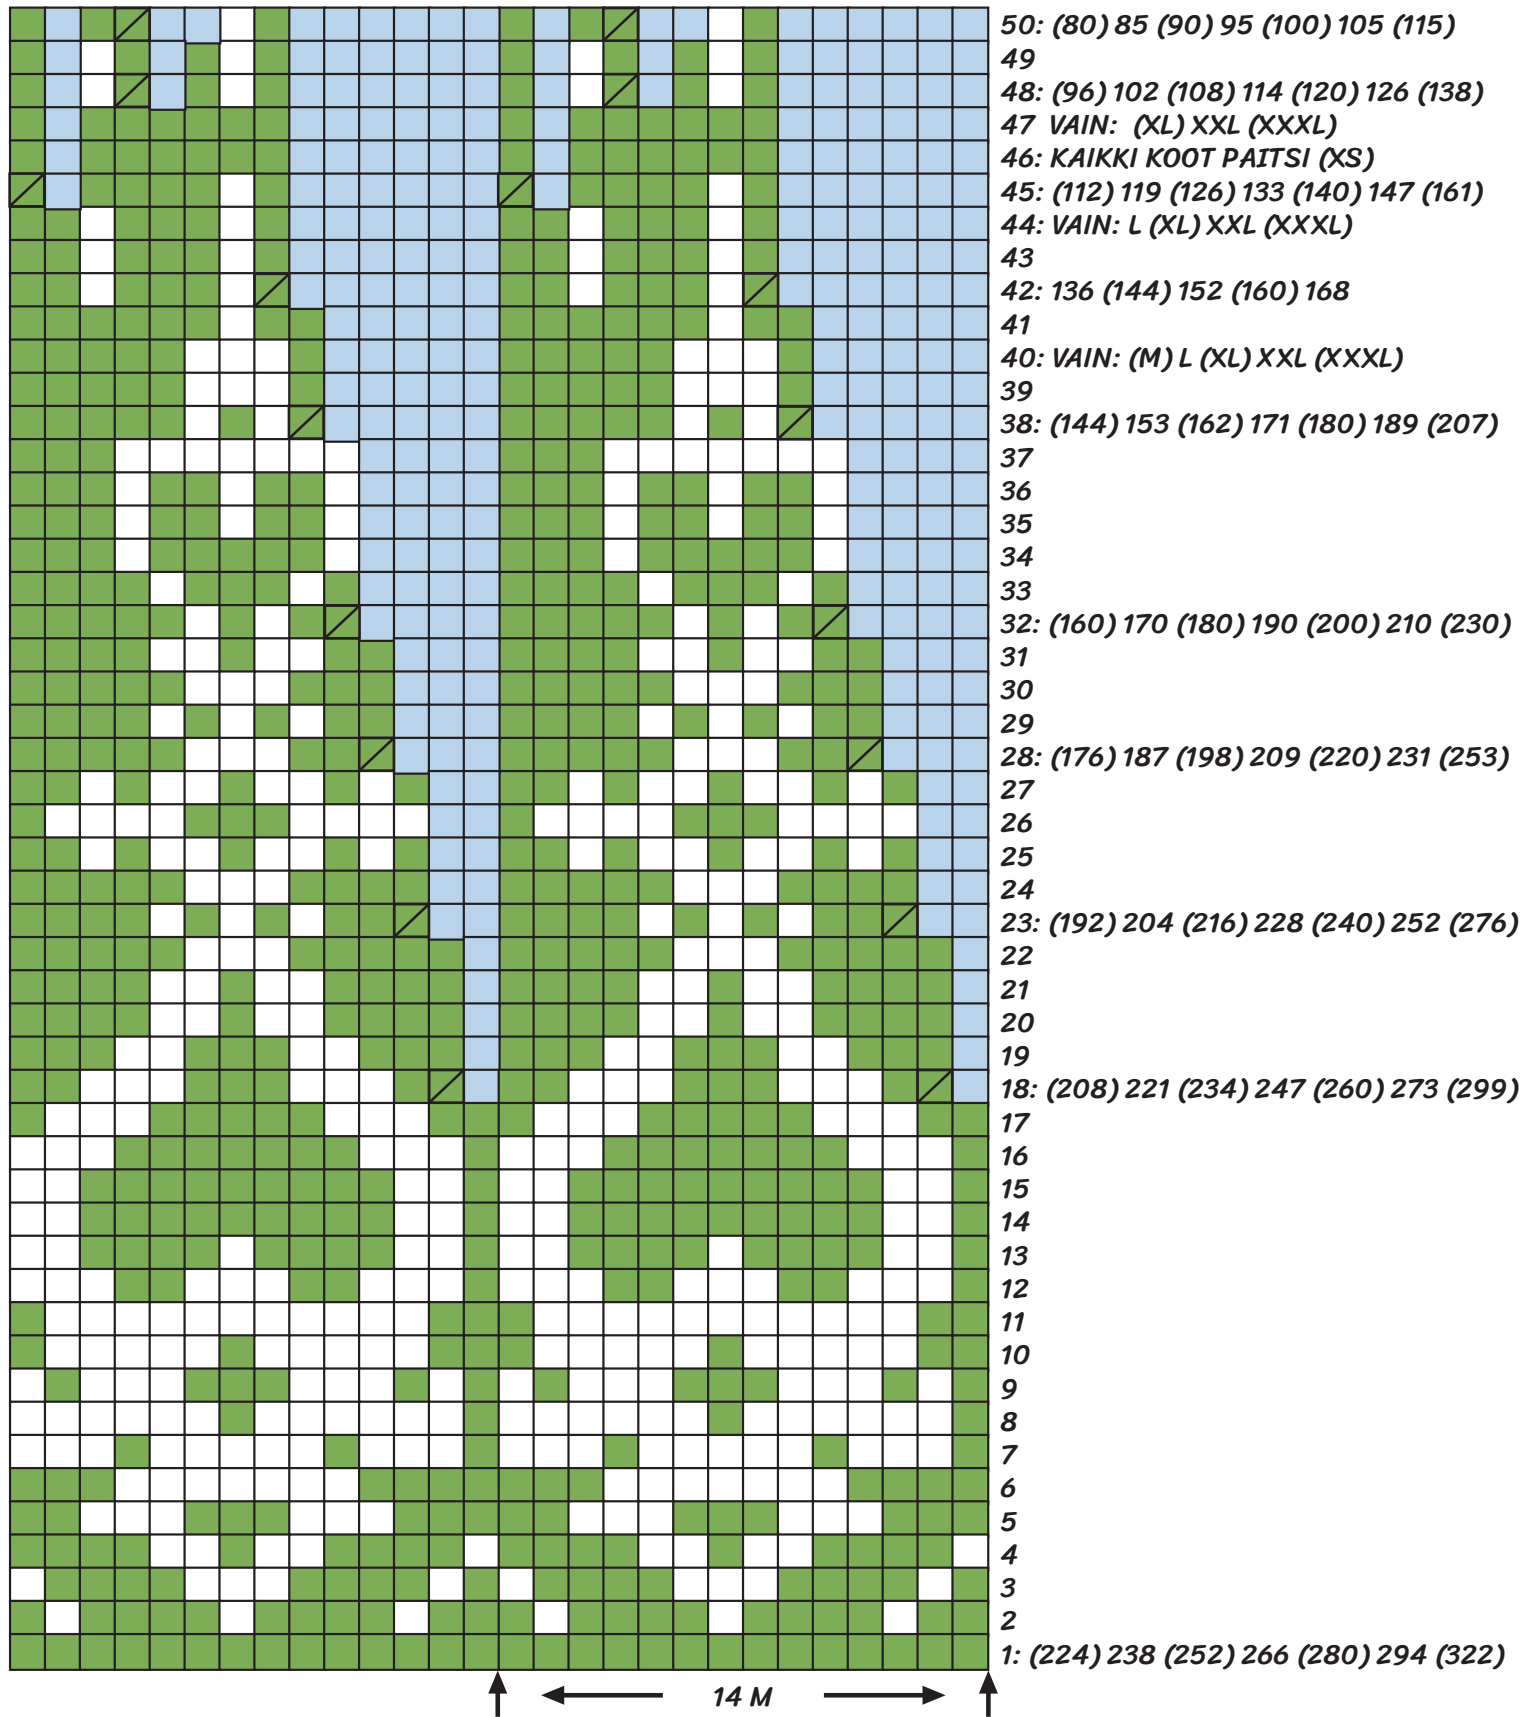 50: (80) 85 (90) 95 (100) 105 (115)
49
48: (96) 102 (108) 114 (120) 126 (138)
47 VAIN: (XL) XXL (XXXL)
46: KAIKKI KOOT PAITSI (XS)
45: (112) 119 (126) 133 (140) 147 (161)
44: VAIN: L (XL) XXL (XXXL)
43
42: 136 (144) 152 (160) 168
41
40: VAIN: (M) L (XL) XXL (XXXL)
39
38: (144) 153 (162) 171 (180) 189 (207)
37
36
35
34
33
32: (160) 170 (180) 190 (200) 210 (230)
31
30
29
28: (176) 187 (198) 209 (220) 231 (253)
27
26
25
24
23: (192) 204 (216) 228 (240) 252 (276)
22
21
20
19
18: (208) 221 (234) 247 (260) 273 (299)
17
16
15
14
13
12
11
10
9
8
7
6
5
4
3
2
1: (224) 238 (252) 266 (280) 294 (322)
14 M